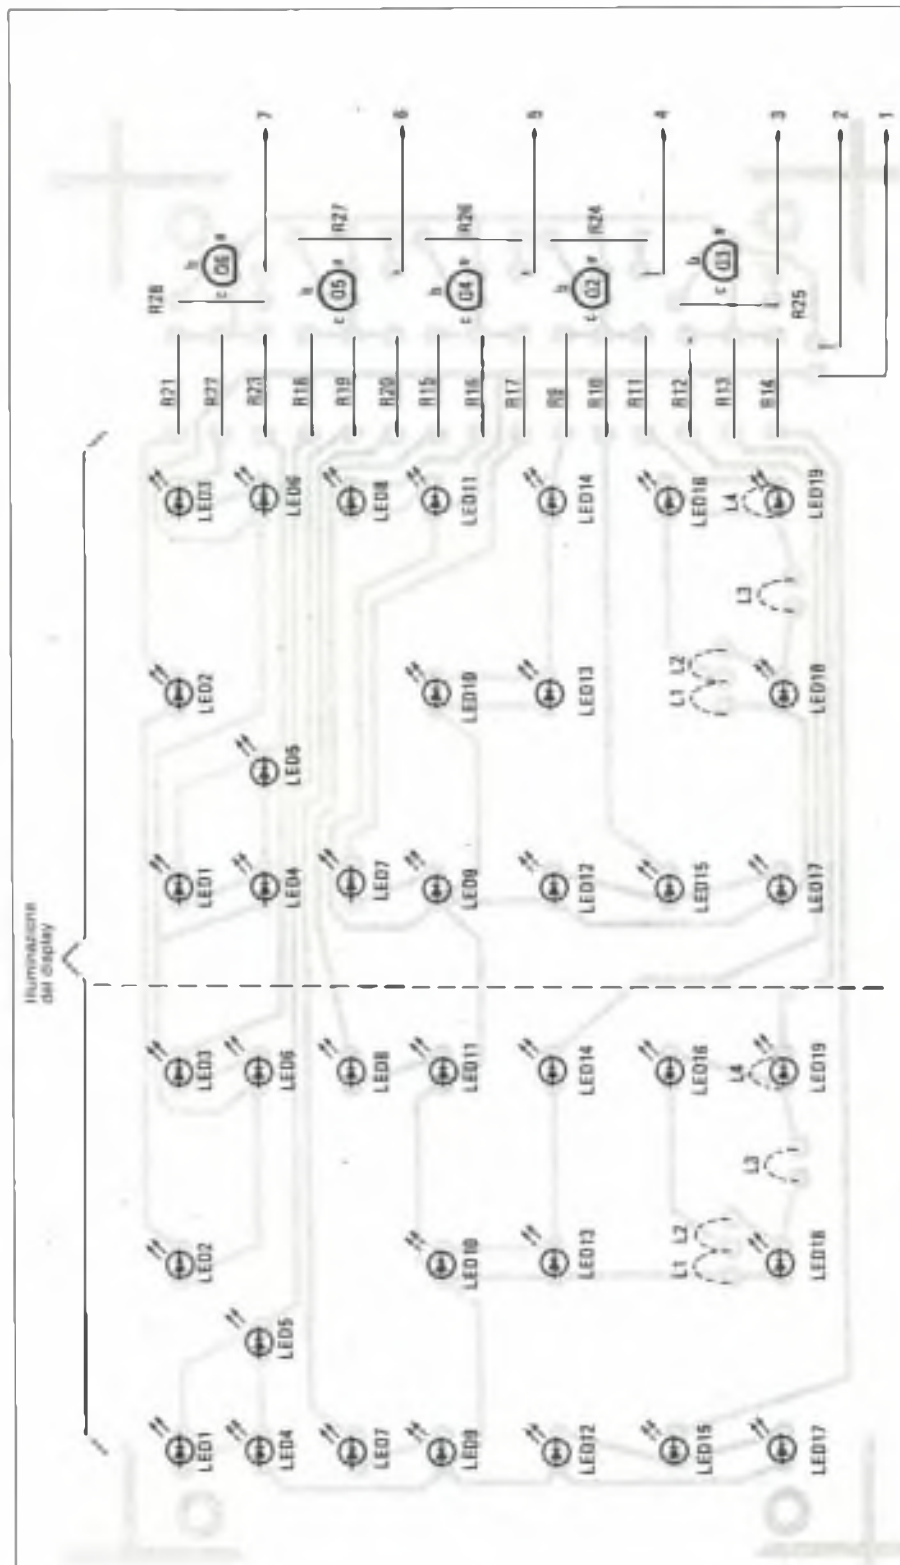 Illuminazione
del display
7
6
5
4
3
2
1
R28
b
c
Q6
e
R27
b
c
Q5
e
R26
b
c
Q4
e
R24
b
c
Q2
e
b
c
Q3
e
R25
R21
R22
R23
R18
R19
R20
R15
R16
R17
R9
R10
R11
R12
R13
R14
LED3
LED6
LED8
LED11
LED14
LED16
L4
LED19
L3
LED2
LED10
LED13
L1
L2
LED18
LED5
LED1
LED4
LED7
LED9
LED12
LED15
LED17
LED3
LED6
LED8
LED11
LED14
LED16
L4
LED19
L3
LED2
LED10
LED13
L1
L2
LED18
LED5
LED1
LED4
LED7
LED9
LED12
LED15
LED17